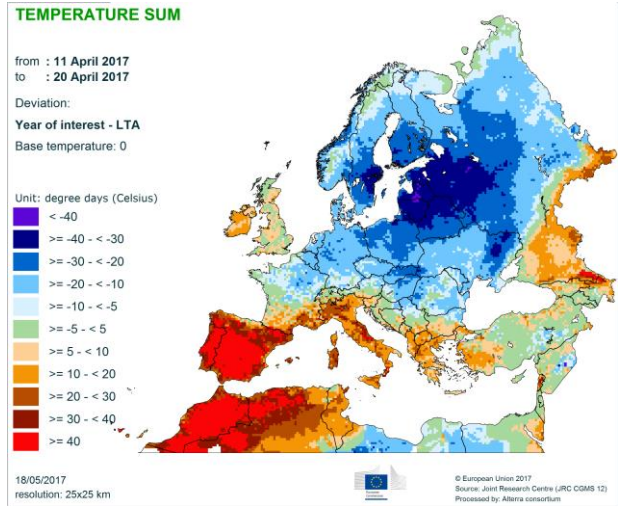 TEMPERATURE SUM
from : 11 April 2017
to : 20 April 2017
Deviation:
Year of interest - LTA
Base temperature: 0
Unit: degree days (Celsius)
< -40
>= -40 - < -30
>= -30 - < -20
>= -20 - < -10
>= -10 - < -5
>= -5 - < 5
>= 5 - < 10
>= 10 - < 20
>= 20 - < 30
>= 30 - < 40
>= 40
18/05/2017
resolution: 25x25 km
© European Union 2017
Source: Joint Research Centre (JRC CGMS 12)
Processed by: Alterra consortium